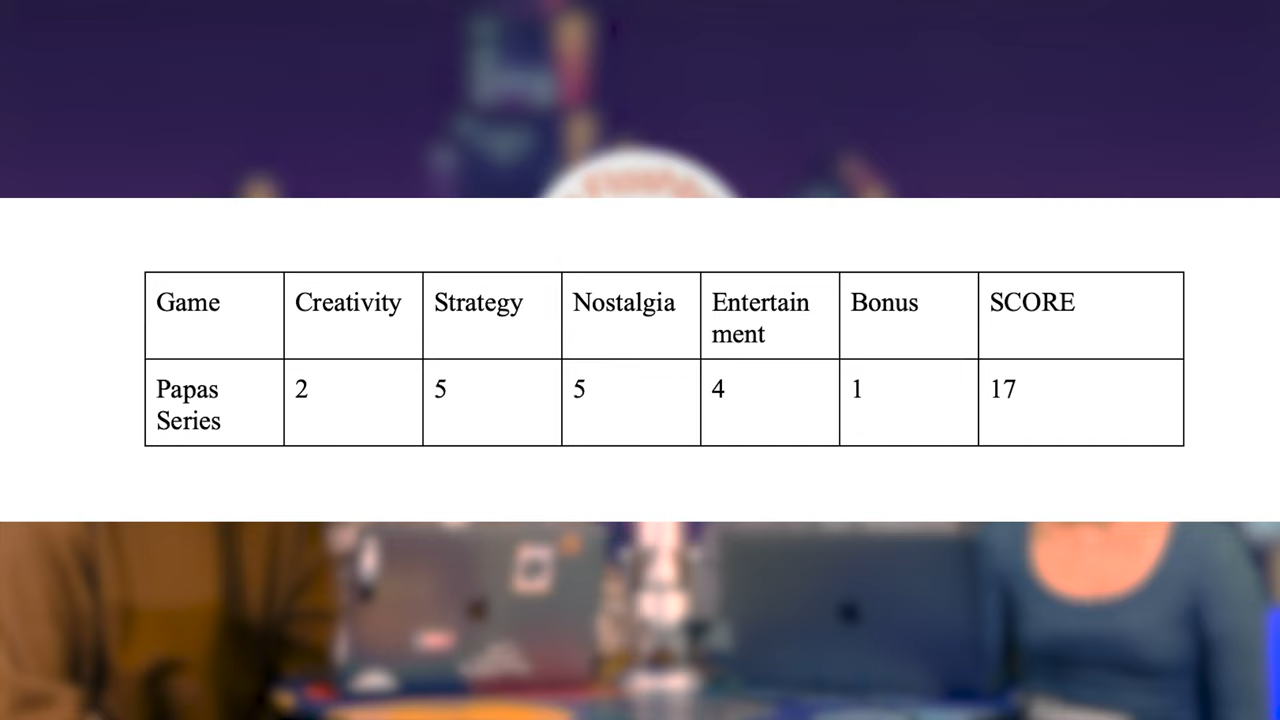 Game Creativity Strategy Nostalgia Entertain Bonus SCORE
ment
Papas 2 5 5 4 1 17
Series